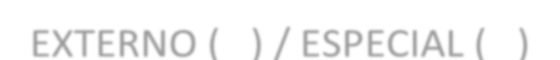 EXTERNO (   ) / ESPECIAL (   )